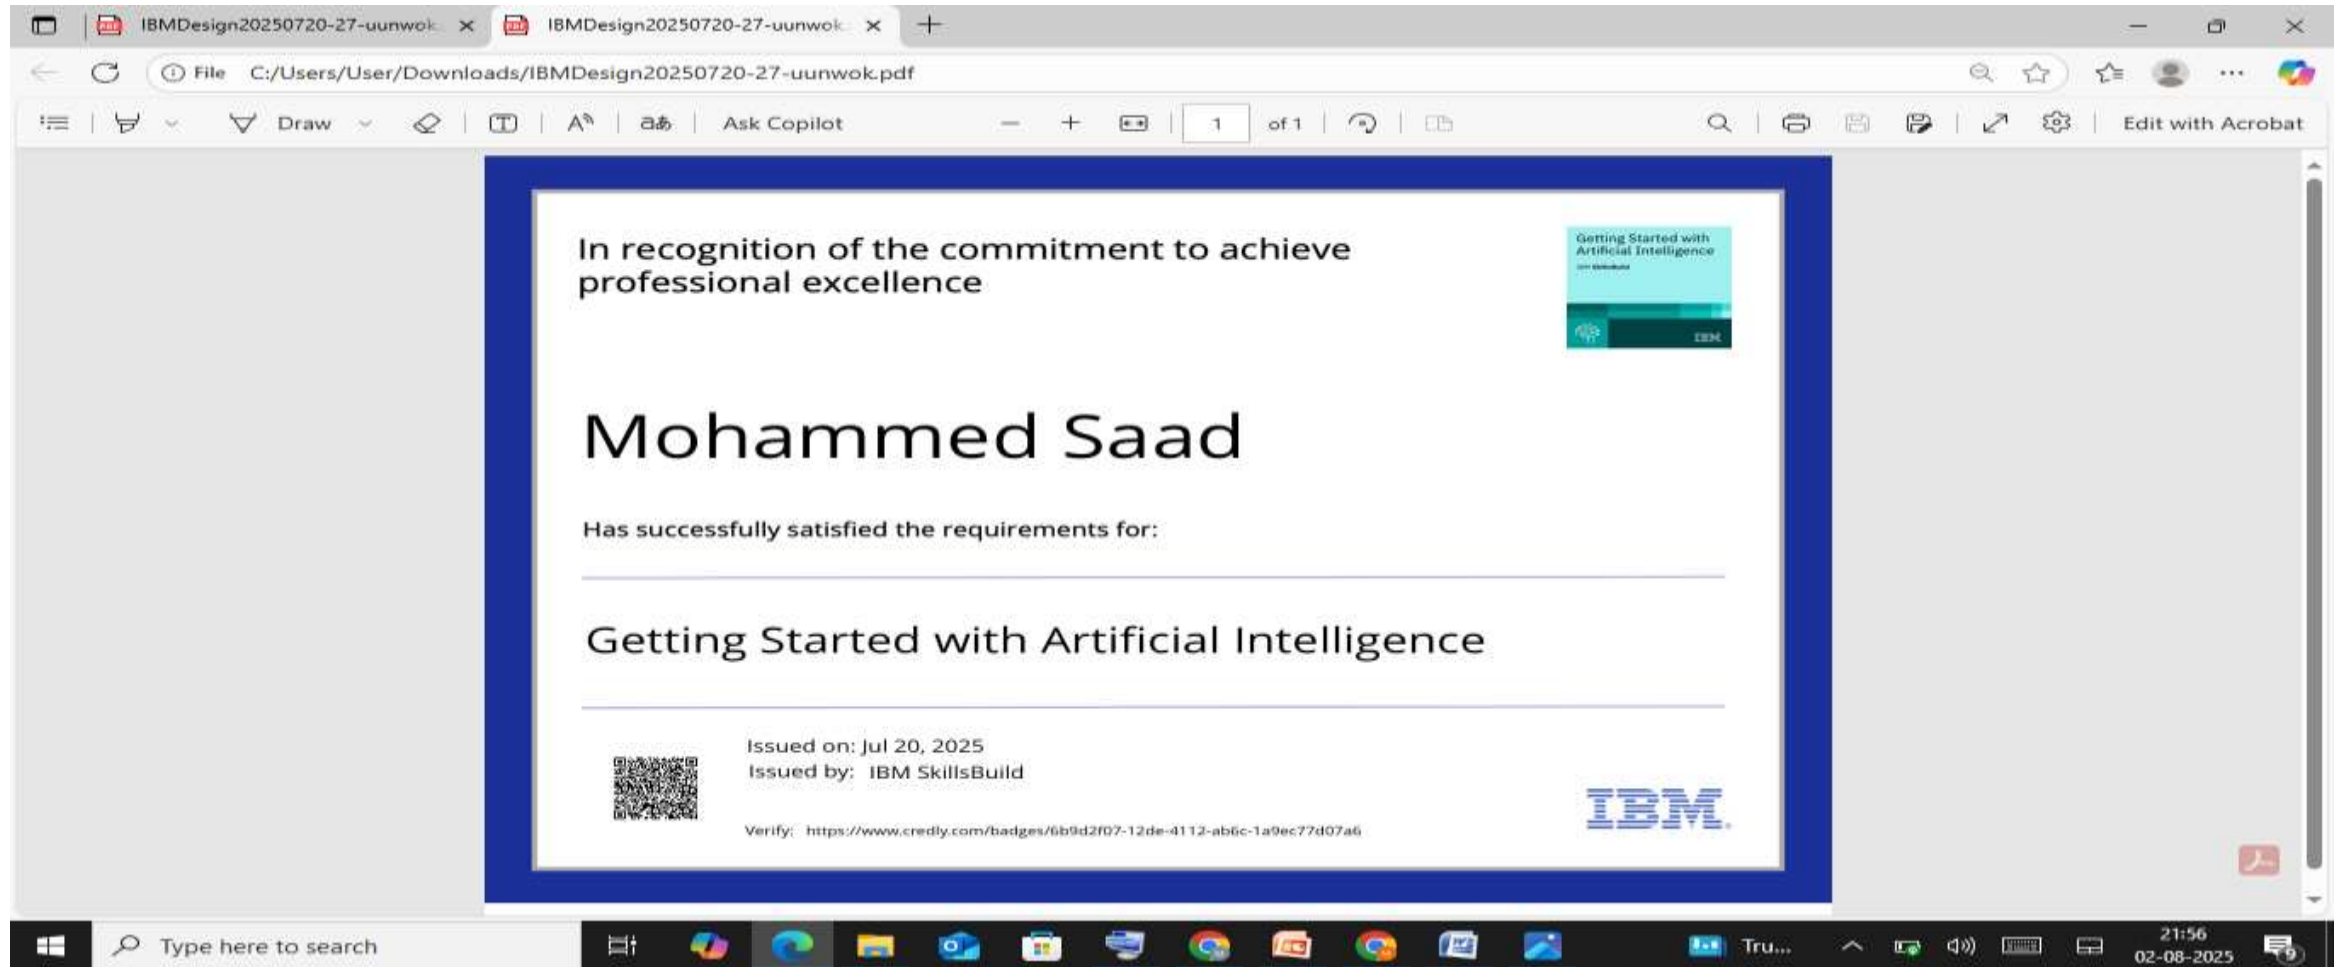 IBMDesign20250720-27-uunwok
IBMDesign20250720-27-uunwok
File C:/Users/User/Downloads/IBMDesign20250720-27-uunwok.pdf
Draw
Ask Copilot
1 of 1
Edit with Acrobat
In recognition of the commitment to achieve
professional excellence
Getting Started with
Artificial Intelligence
IBM SkillsBuild
IBM
Mohammed Saad
Has successfully satisfied the requirements for:
Getting Started with Artificial Intelligence
Issued on: Jul 20, 2025
Issued by: IBM SkillsBuild
Verify: https://www.credly.com/badges/6b9d2f07-12de-4112-ab6c-1a9ec77d07a6
IBM
Type here to search
Tru...
21:56
02-08-2025